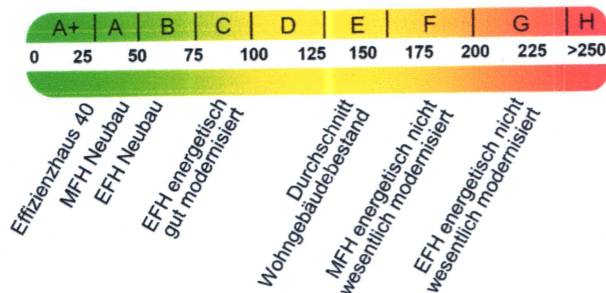 A+ A B C D E F G H
0 25 50 75 100 125 150 175 200 225 >250
Effizienzhaus 40
MFH Neubau
EFH Neubau
EFH energetisch
gut modernisiert
Durchschnitt
Wohngebäudebestand
MFH energetisch nicht
wesentlich modernisiert
EFH energetisch nicht
wesentlich modernisiert